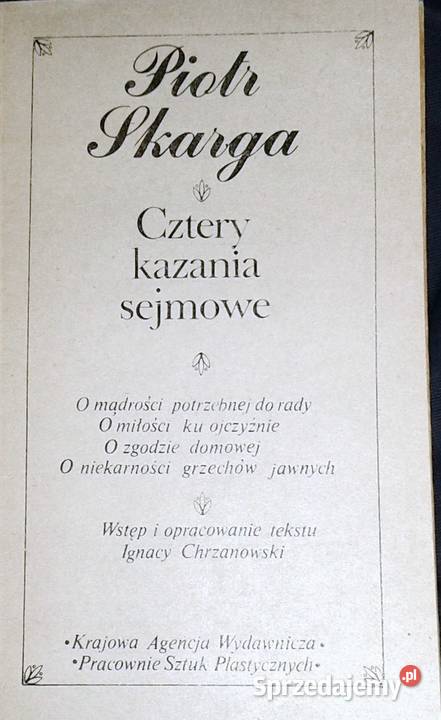 Piotr
Skarga
Cztery
kazania
sejmowe
O mądrości potrzebnej do rady
O miłości ku ojczyźnie
O zgodzie domowej
O niekarności grzechów jawnych
Wstęp i opracowanie tekstu
Ignacy Chrzanowski
•Krajowa Agencja Wydawnicza•
•Pracownie Sztuk Plastycznych•
Sprzedajemy.pl